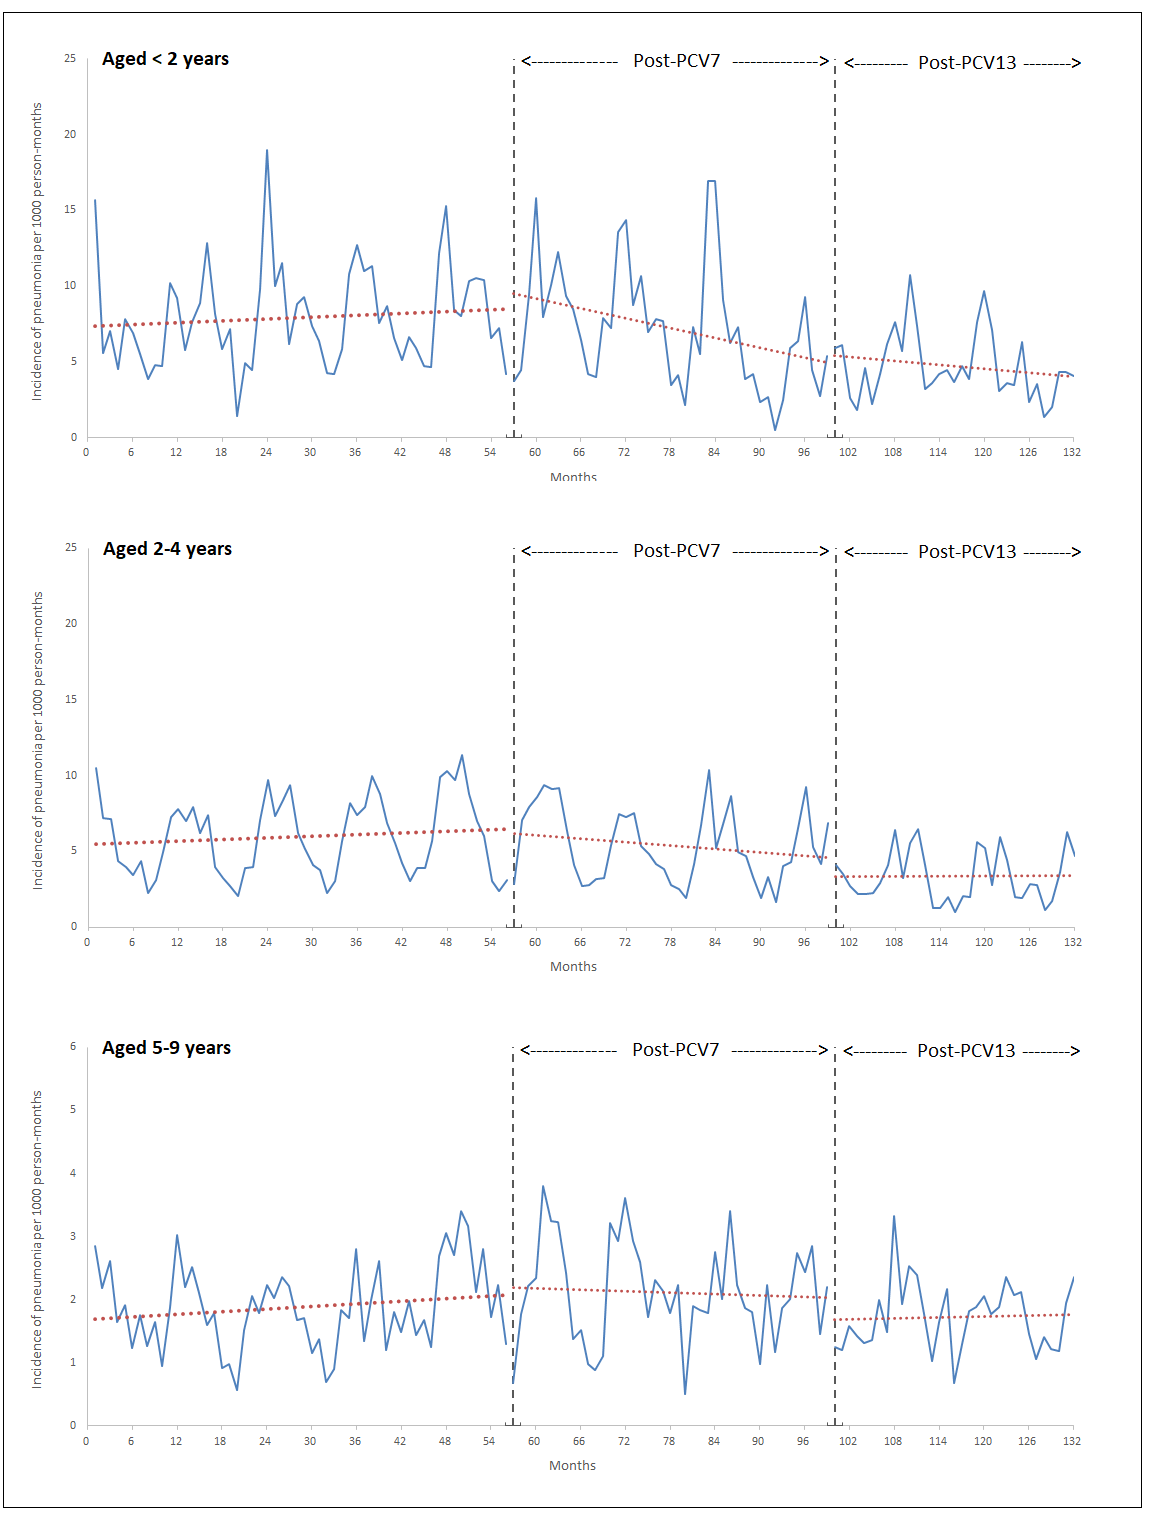 Aged < 2 years
<-------------- Post-PCV7 -------------->
<--------- Post-PCV13 -------->
Incidence of pneumonia per 1000 person-months
25
20
15
10
5
0
0 6 12 18 24 30 36 42 48 54 60 66 72 78 84 90 96 102 108 114 120 126 132
Months
Aged 2-4 years
<-------------- Post-PCV7 -------------->
<--------- Post-PCV13 -------->
Incidence of pneumonia per 1000 person-months
25
20
15
10
5
0
0 6 12 18 24 30 36 42 48 54 60 66 72 78 84 90 96 102 108 114 120 126 132
Months
Aged 5-9 years
<-------------- Post-PCV7 -------------->
<--------- Post-PCV13 -------->
Incidence of pneumonia per 1000 person-months
6
5
4
3
2
1
0
0 6 12 18 24 30 36 42 48 54 60 66 72 78 84 90 96 102 108 114 120 126 132
Months